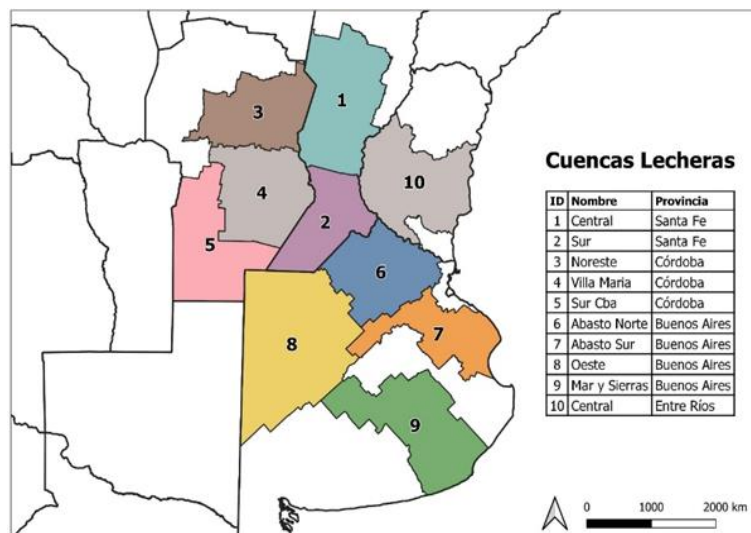 3
1
4
10
2
5
6
7
8
9
Cuencas Lecheras
ID Nombre Provincia
1 Central Santa Fe
2 Sur Santa Fe
3 Noreste Córdoba
4 Villa Maria Córdoba
5 Sur Cba Córdoba
6 Abasto Norte Buenos Aires
7 Abasto Sur Buenos Aires
8 Oeste Buenos Aires
9 Mar y Sierras Buenos Aires
10 Central Entre Ríos
0 1000 2000 km